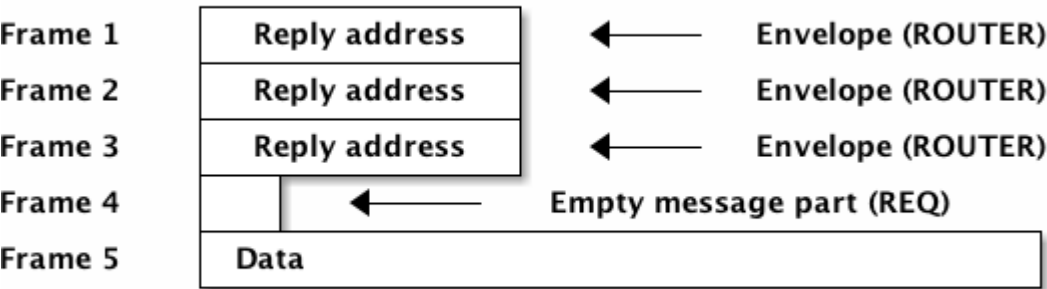 Frame 1 Reply address Envelope (ROUTER)
Frame 2 Reply address Envelope (ROUTER)
Frame 3 Reply address Envelope (ROUTER)
Frame 4 Empty message part (REQ)
Frame 5 Data